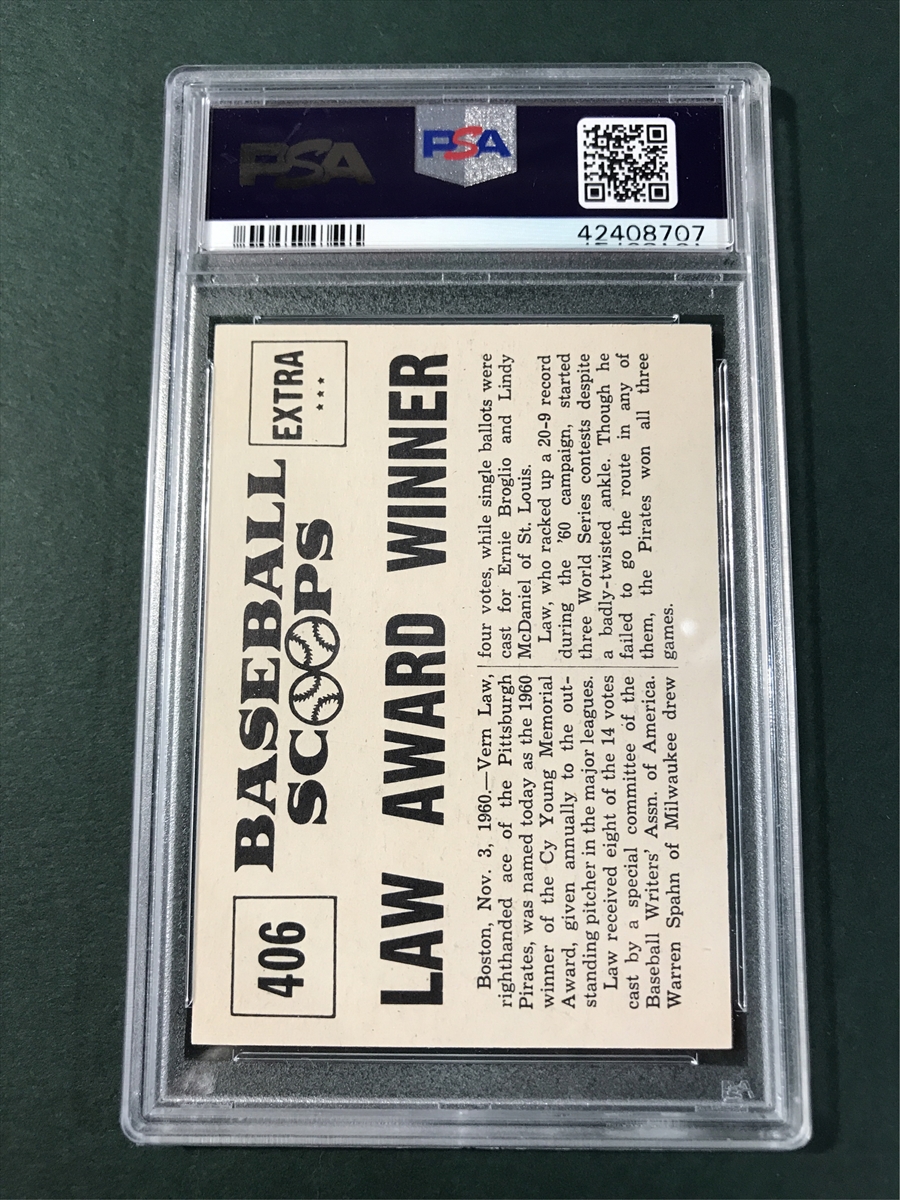 PSA
PSA
42408707
406
BASEBALL
SCOOPS
EXTRA
***
LAW AWARD WINNER
Boston, Nov. 3, 1960.—Vern Law,
righthanded ace of the Pittsburgh
Pirates, was named today as the 1960
winner of the Cy Young Memorial
Award, given annually to the out-
standing pitcher in the major leagues.
Law received eight of the 14 votes
cast by a special committee of the
Baseball Writers' Assn. of America.
Warren Spahn of Milwaukee drew
four votes, while single ballots were
cast for Ernie Broglio and Lindy
McDaniel of St. Louis.
Law, who racked up a 20-9 record
during the '60 campaign, started
three World Series contests despite
a badly-twisted ankle. Though he
failed to go the route in any of
them, the Pirates won all three
games.